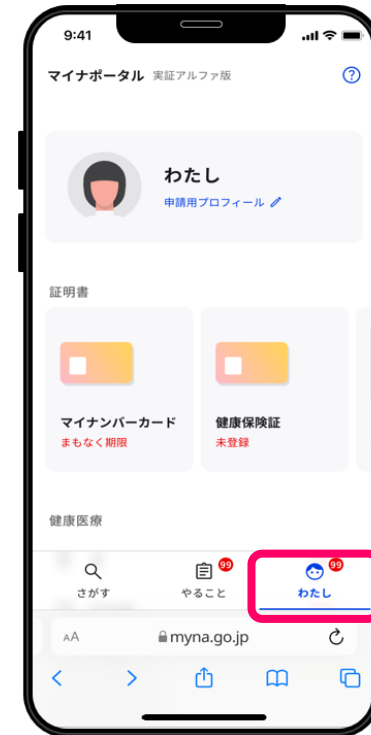 9:41
マイナポータル 実証アルファ版
わたし
申請用プロフィール
証明書
マイナンバーカード
まもなく期限
健康保険証
未登録
健康医療
さがす
99
やること
99
わたし
AA
myna.go.jp